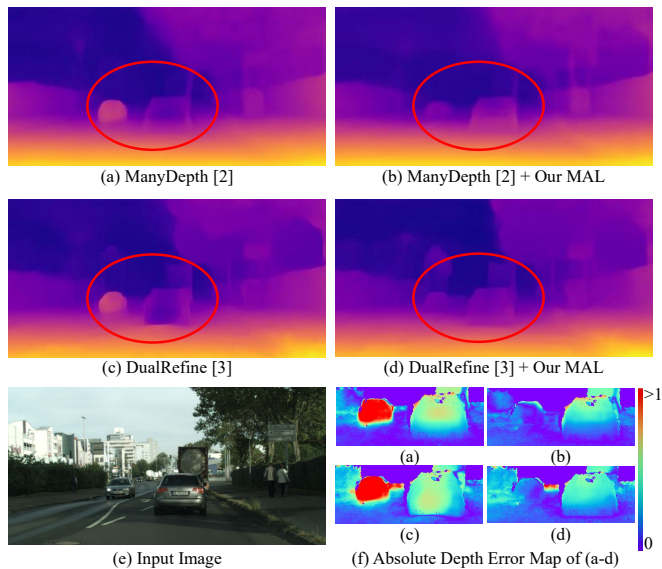 (a) ManyDepth [2]
(b) ManyDepth [2] + Our MAL
(c) DualRefine [3]
(d) DualRefine [3] + Our MAL
>1
(a)
(b)
(c)
(d)
0
(e) Input Image
(f) Absolute Depth Error Map of (a-d)